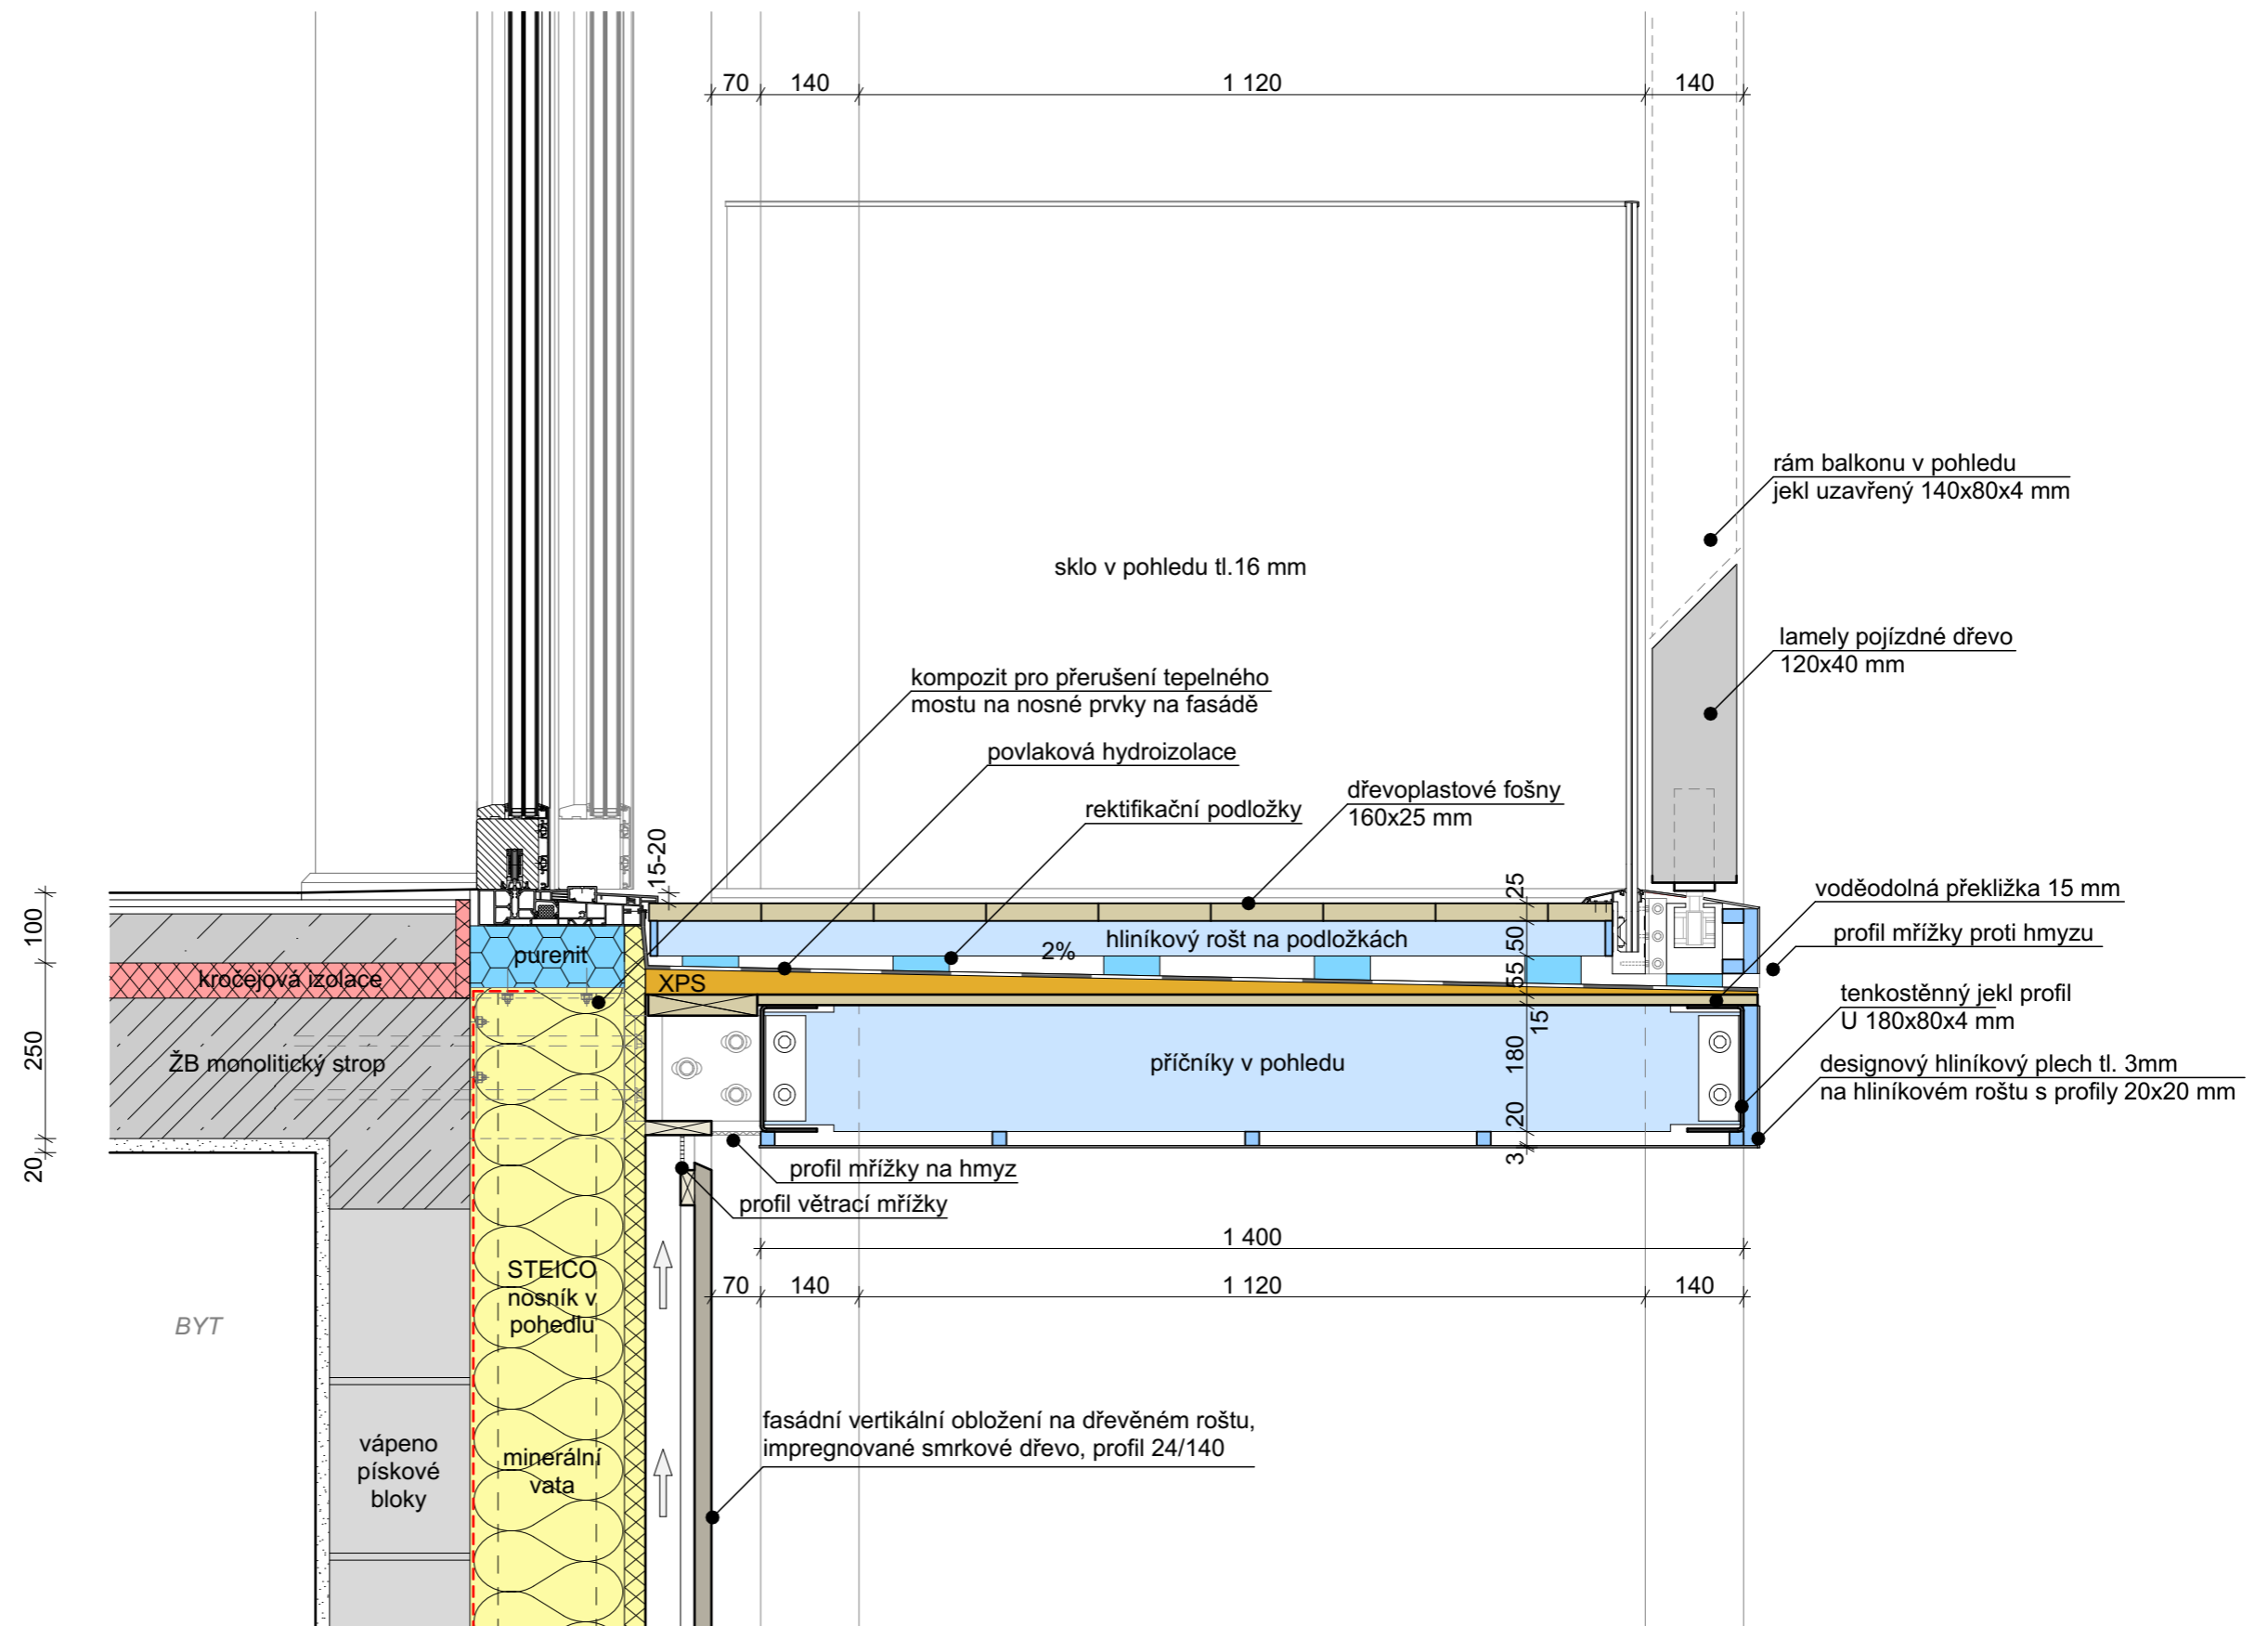 70 140 1 120 140
rám balkonu v pohledu
jekl uzavřený 140x80x4 mm
sklo v pohledu tl.16 mm
lamely pojízdné dřevo
120x40 mm
kompozit pro přerušení tepelného
mostu na nosné prvky na fasádě
povlaková hydroizolace
rektifikační podložky
dřevoplastové fošny
160x25 mm
15-20
25
voděodolná překližka 15 mm
profil mřížky proti hmyzu
tenkostěnný jekl profil
U 180x80x4 mm
designový hliníkový plech tl. 3mm
na hliníkovém roštu s profily 20x20 mm
100
250
20
purenit
kročejová izolace
ŽB monolitický strop
hliníkový rošt na podložkách
2%
XPS
50
55
15
180
20
3
příčníky v pohledu
profil mřížky na hmyz
profil větrací mřížky
1 400
70 140 1 120 140
STEICO
nosník v
pohedlu
BYT
vápeno
pískové
bloky
minerální
vata
fasádní vertikální obložení na dřevěném roštu,
impregnované smrkové dřevo, profil 24/140